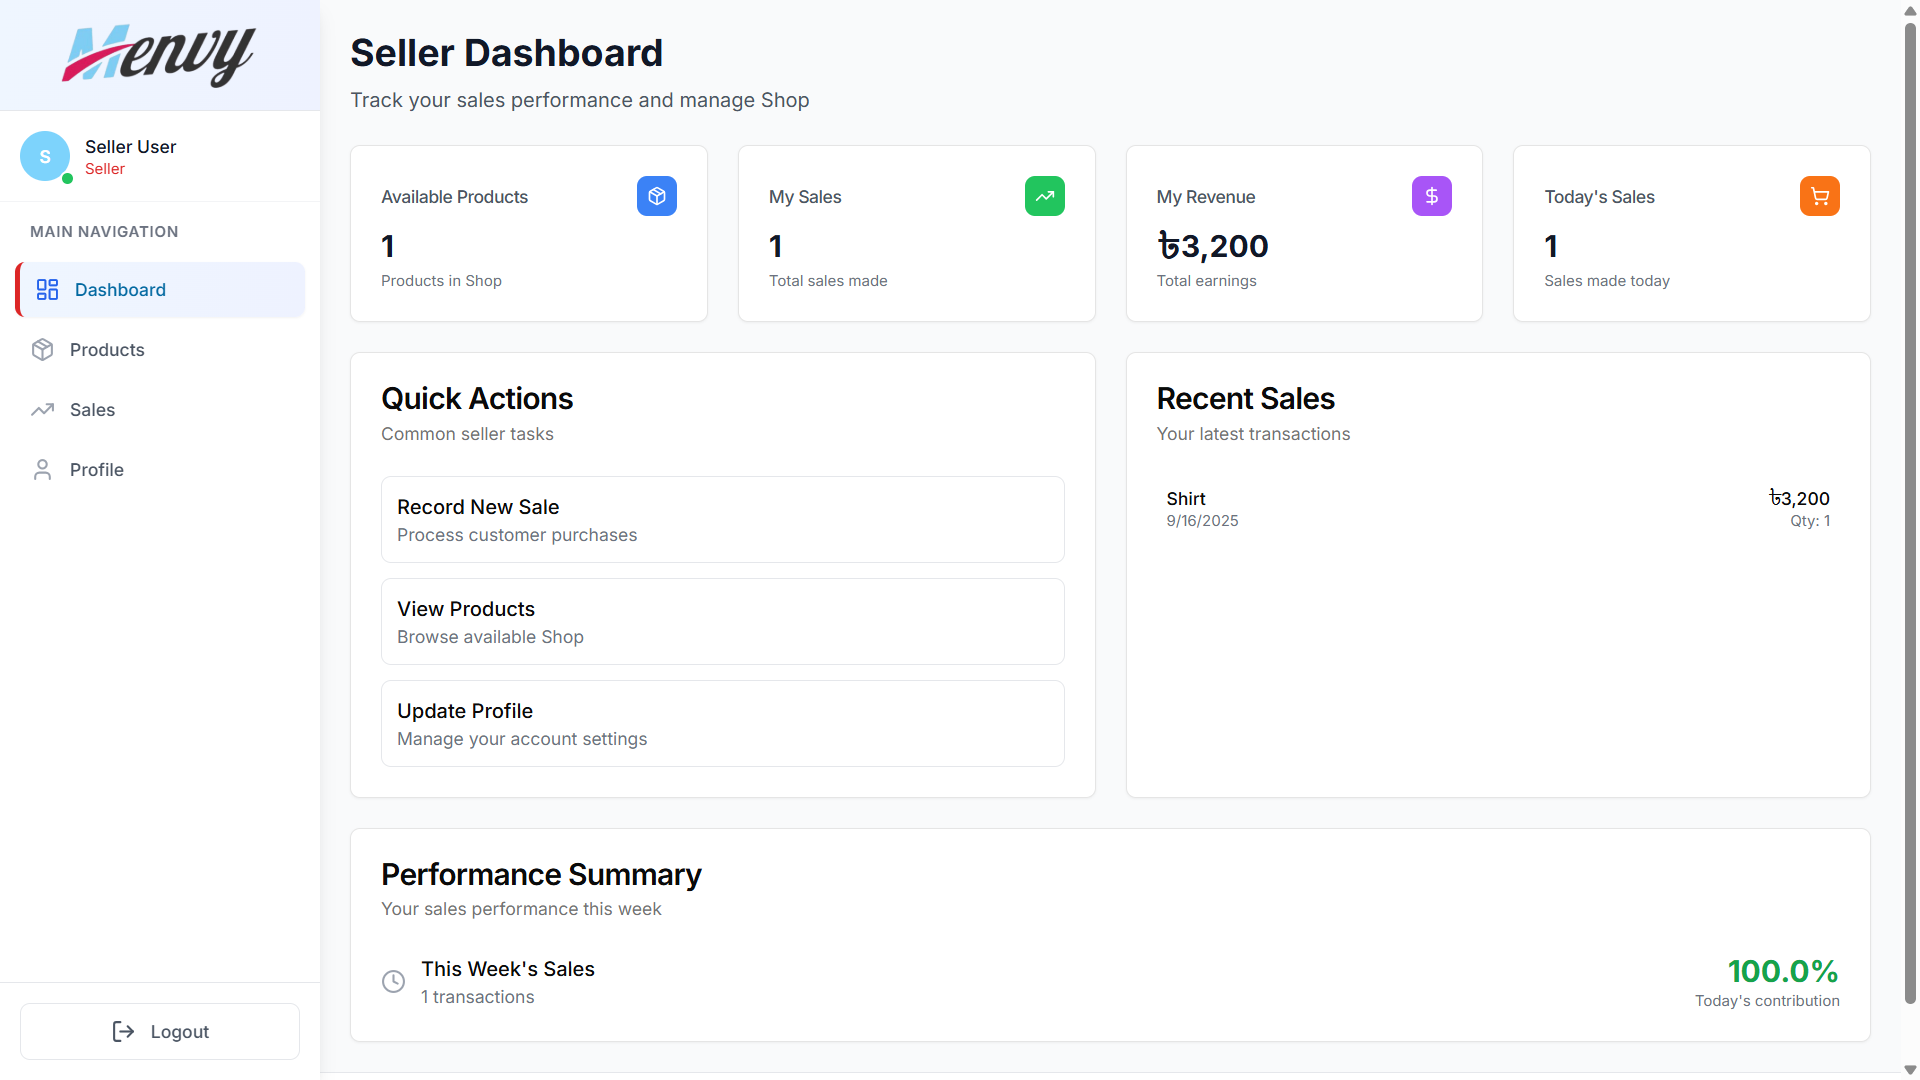 Menvy
S
Seller User
Seller
MAIN NAVIGATION
Dashboard
Products
Sales
Profile
Logout
Seller Dashboard
Track your sales performance and manage Shop
Available Products
1
Products in Shop
My Sales
1
Total sales made
My Revenue
৳3,200
Total earnings
Today's Sales
1
Sales made today
Quick Actions
Common seller tasks
Record New Sale
Process customer purchases
View Products
Browse available Shop
Update Profile
Manage your account settings
Recent Sales
Your latest transactions
Shirt
৳3,200
9/16/2025
Qty: 1
Performance Summary
Your sales performance this week
This Week's Sales
1 transactions
100.0%
Today's contribution